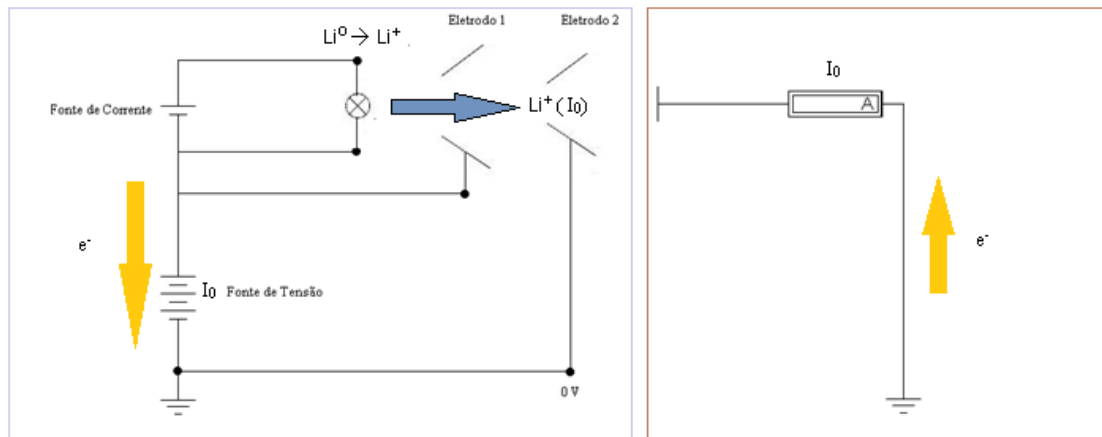 Eletrodo 1
Eletrodo 2
Li⁰ → Li⁺
Fonte de Corrente
Li⁺ (I₀)
e⁻
I₀ Fonte de Tensão
0 V
I₀
A
e⁻